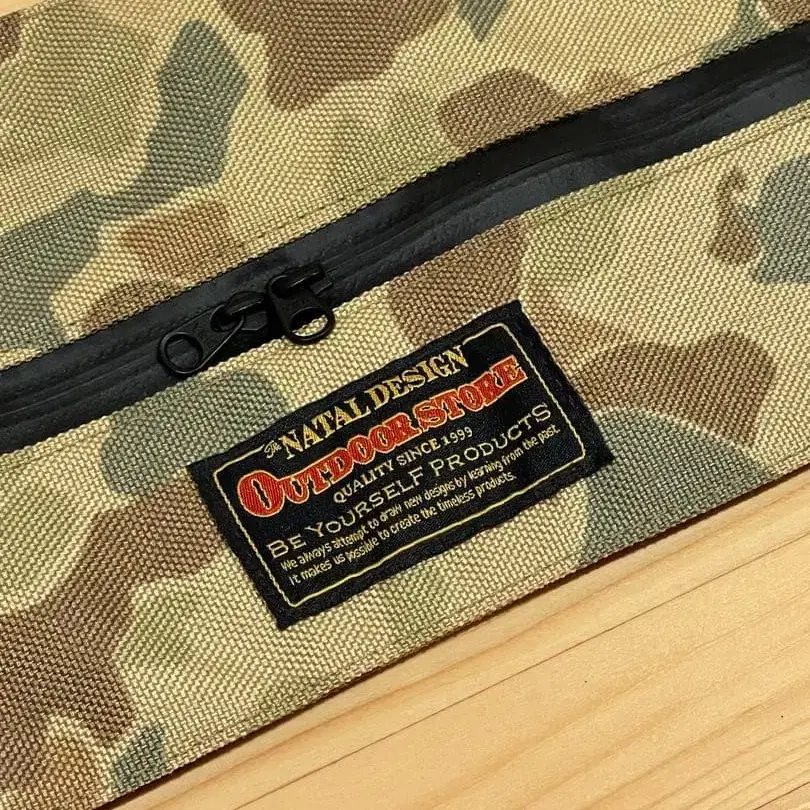 The NATAL DESIGN
OUTDOOR STORE
QUALITY SINCE 1999
BE YOURSELF PRODUCTS
We always attempt to draw new designs by learning from the past.
It makes us possible to create the timeless products.